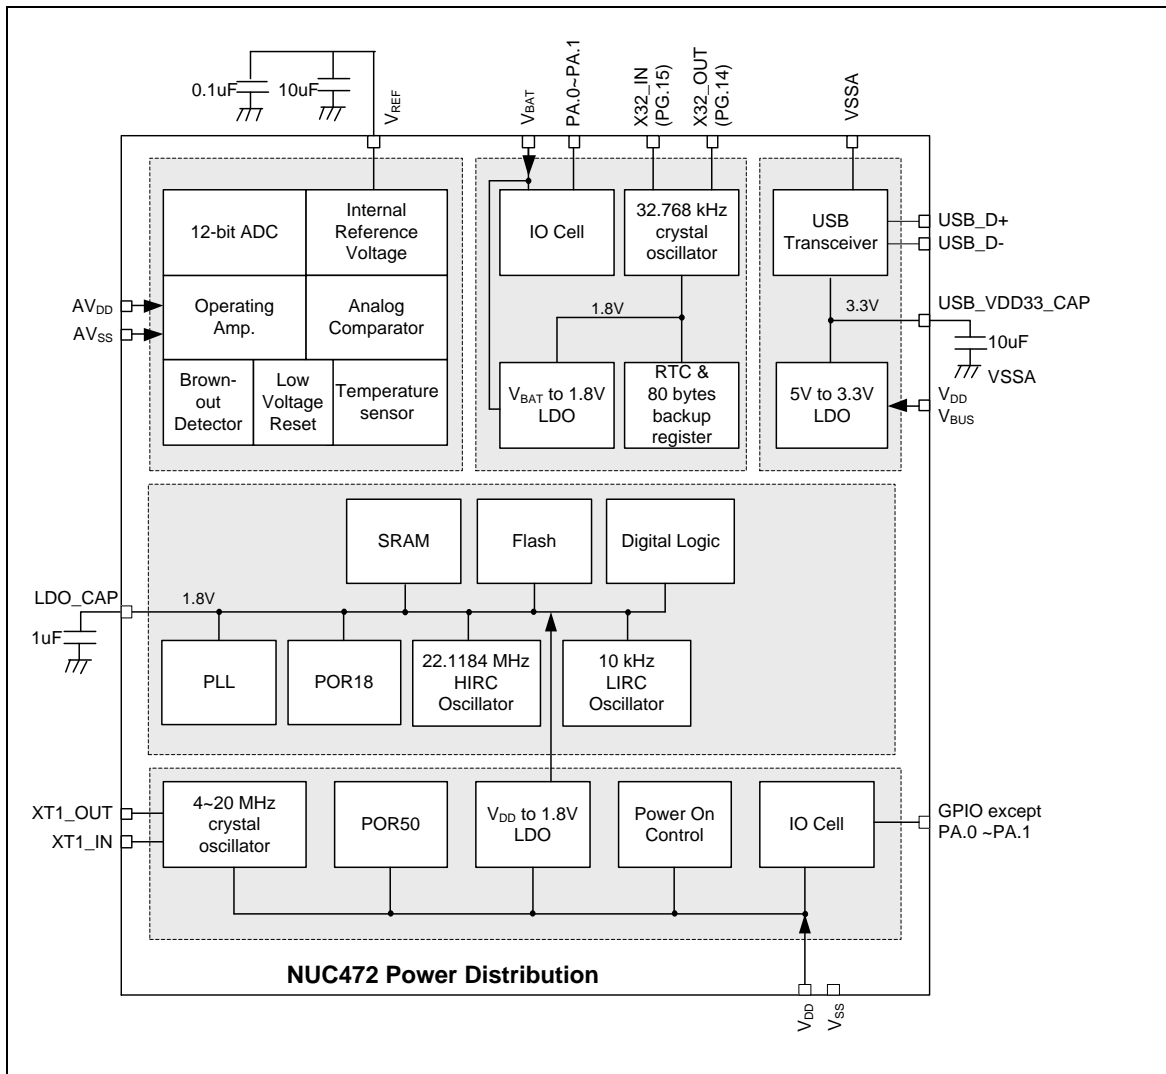 0.1uF
10uF
VREF
VBAT
PA.0~PA.1
X32_IN
(PG.15)
X32_OUT
(PG.14)
VSSA
12-bit ADC
Internal
Reference
Voltage
Operating
Amp.
Analog
Comparator
Brown-
out
Detector
Low
Voltage
Reset
Temperature
sensor
AVDD
AVSS
IO Cell
32.768 kHz
crystal
oscillator
1.8V
VBAT to 1.8V
LDO
RTC &
80 bytes
backup
register
USB
Transceiver
USB_D+
USB_D-
3.3V
USB_VDD33_CAP
10uF
VSSA
5V to 3.3V
LDO
VDD
VBUS
SRAM
Flash
Digital Logic
LDO_CAP
1.8V
1uF
PLL
POR18
22.1184 MHz
HIRC
Oscillator
10 kHz
LIRC
Oscillator
XT1_OUT
XT1_IN
4~20 MHz
crystal
oscillator
POR50
VDD to 1.8V
LDO
Power On
Control
IO Cell
GPIO except
PA.0 ~PA.1
NUC472 Power Distribution
VDD
VSS